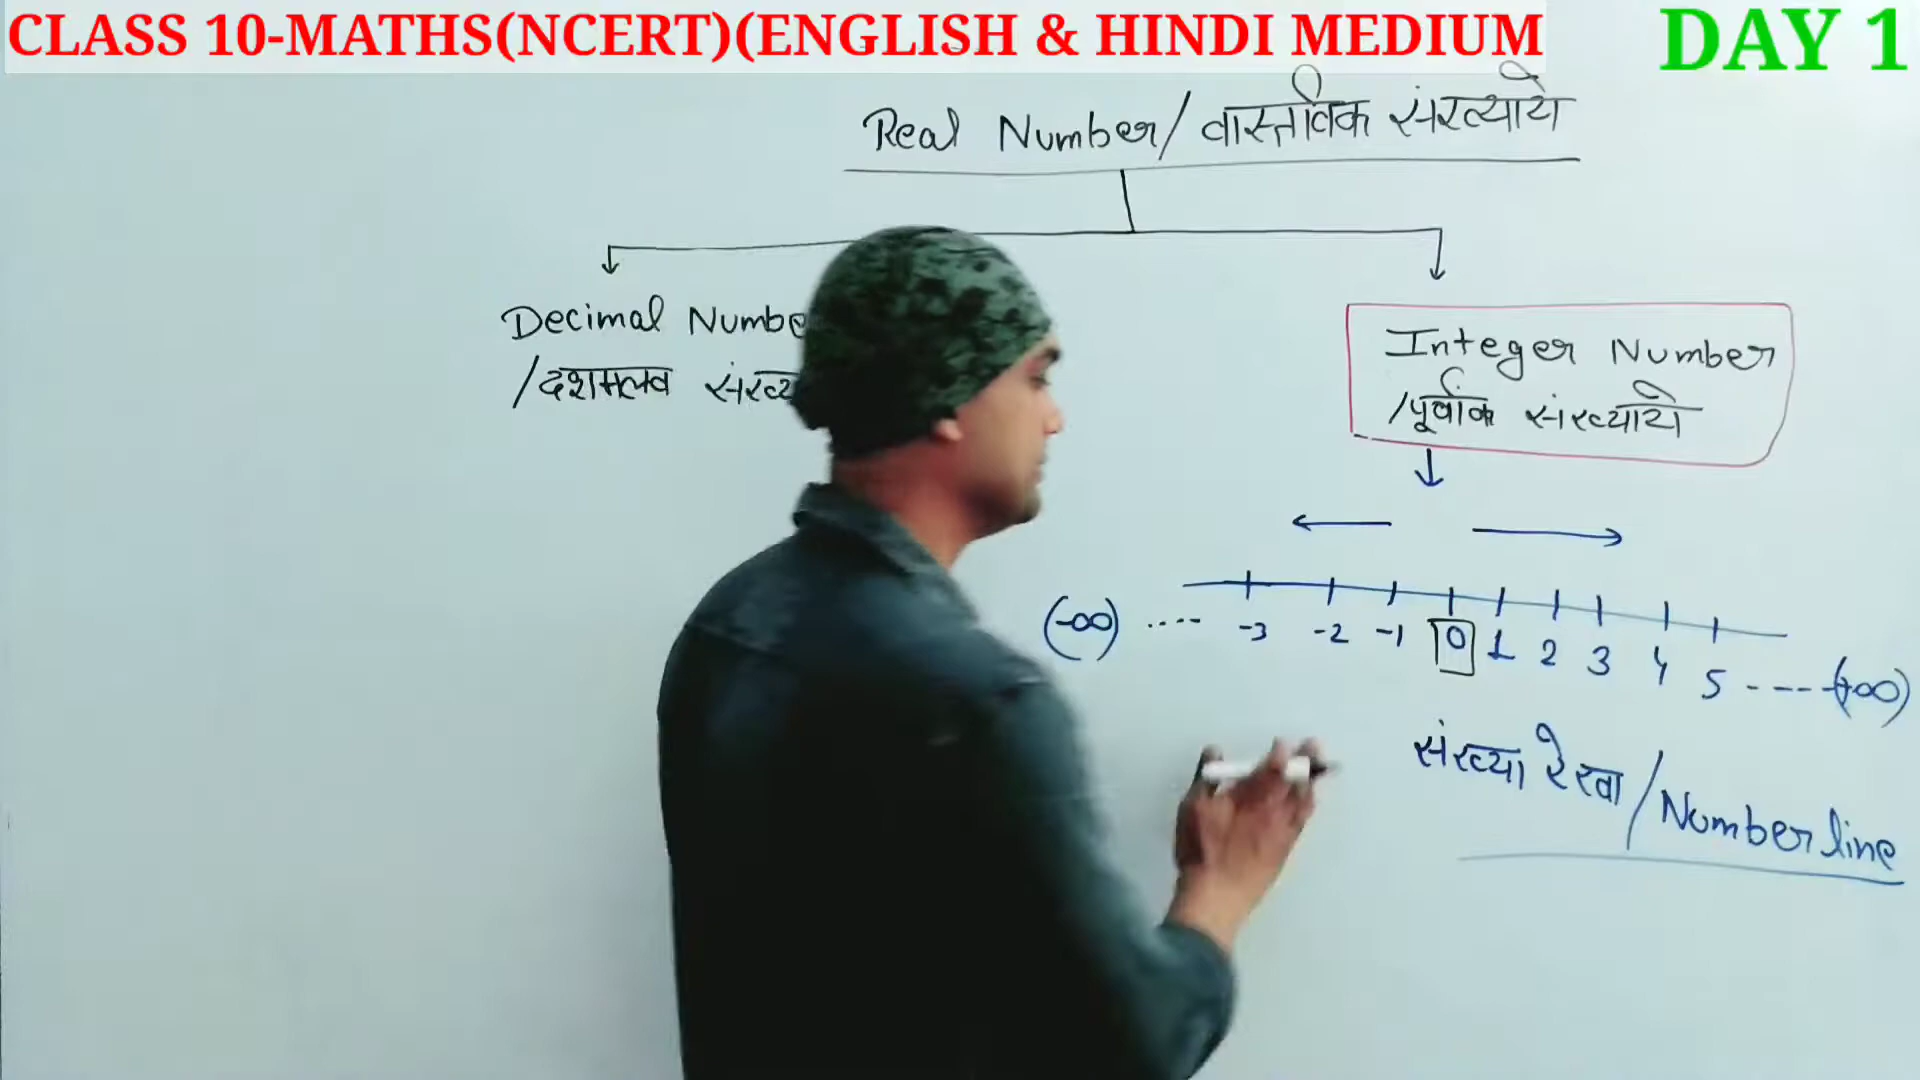 CLASS 10-MATHS(NCERT)(ENGLISH & HINDI MEDIUM
DAY 1
Real Number/ वास्तविक संख्याये
Decimal Numbe
/दशमलव संख्य
Integer Number
/पूर्वांक संख्याये
(-∞) .... -3 -2 -1 0 1 2 3 4 5 ---- (+∞)
संख्या रेखा / Number line